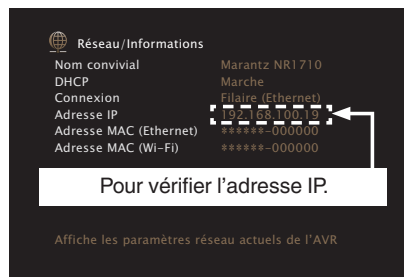 Réseau/Informations
Nom convivial Marantz NR1710
DHCP Marche
Connexion Filaire (Ethernet)
Adresse IP 192.168.100.19
Adresse MAC (Ethernet) ******-000000
Adresse MAC (Wi-Fi) ******-000000
Pour vérifier l'adresse IP.
Affiche les paramètres réseau actuels de l'AVR